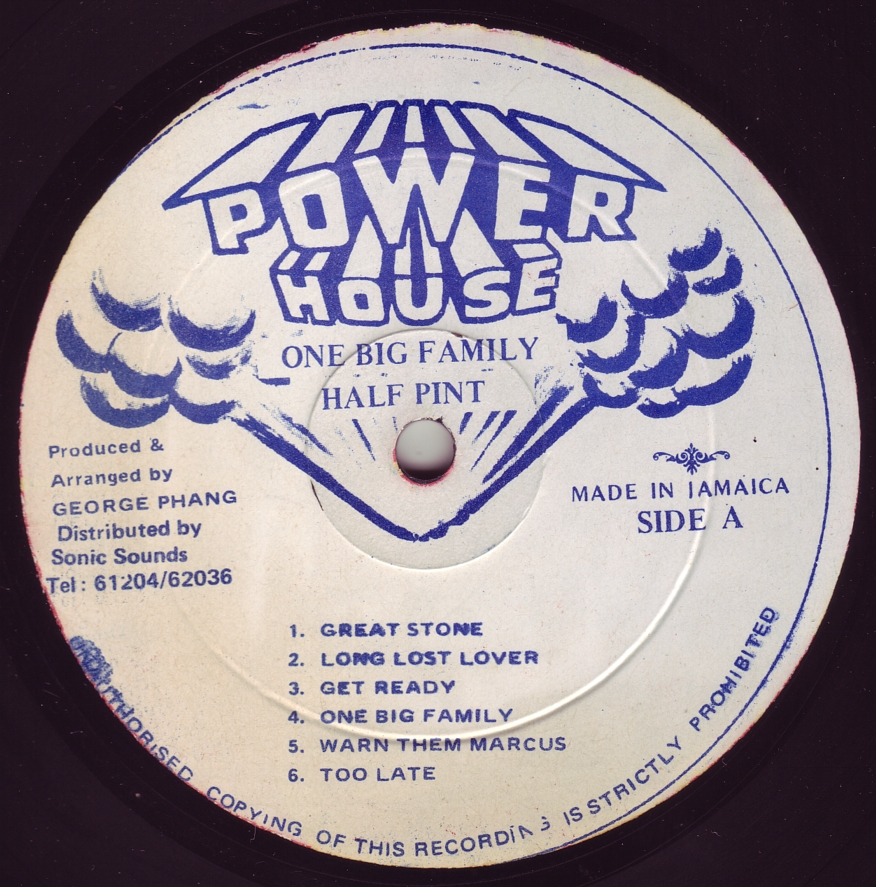 POWER
HOUSE
ONE BIG FAMILY
HALF PINT
Produced &
Arranged by
GEORGE PHANG
Distributed by
Sonic Sounds
Tel : 61204/62036
MADE IN JAMAICA
SIDE A
1. GREAT STONE
2. LONG LOST LOVER
3. GET READY
4. ONE BIG FAMILY
5. WARN THEM MARCUS
6. TOO LATE
UNAUTHORISED COPYING OF THIS RECORDING IS STRICTLY PROHIBITED